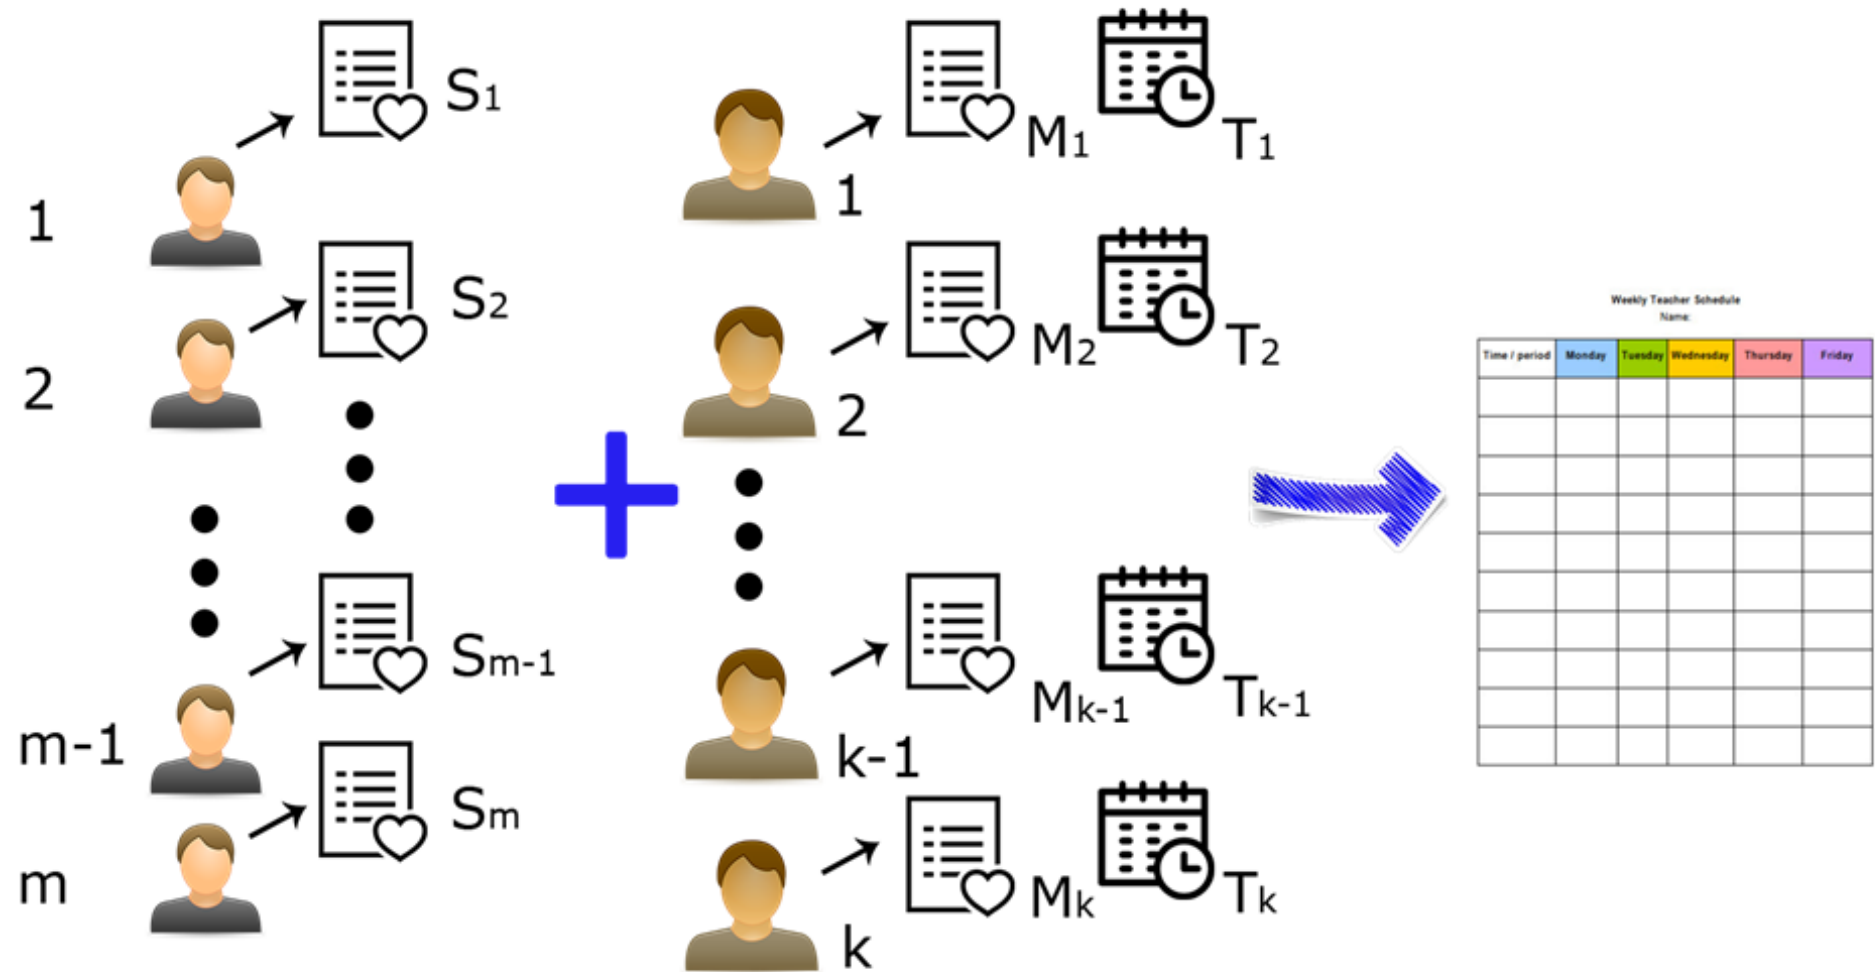 1
S1
2
S2
m-1
Sm-1
m
Sm
1
M1
T1
2
M2
T2
k-1
Mk-1
Tk-1
k
Mk
Tk
Weekly Teacher Schedule
Name:
Time / period Monday Tuesday Wednesday Thursday Friday